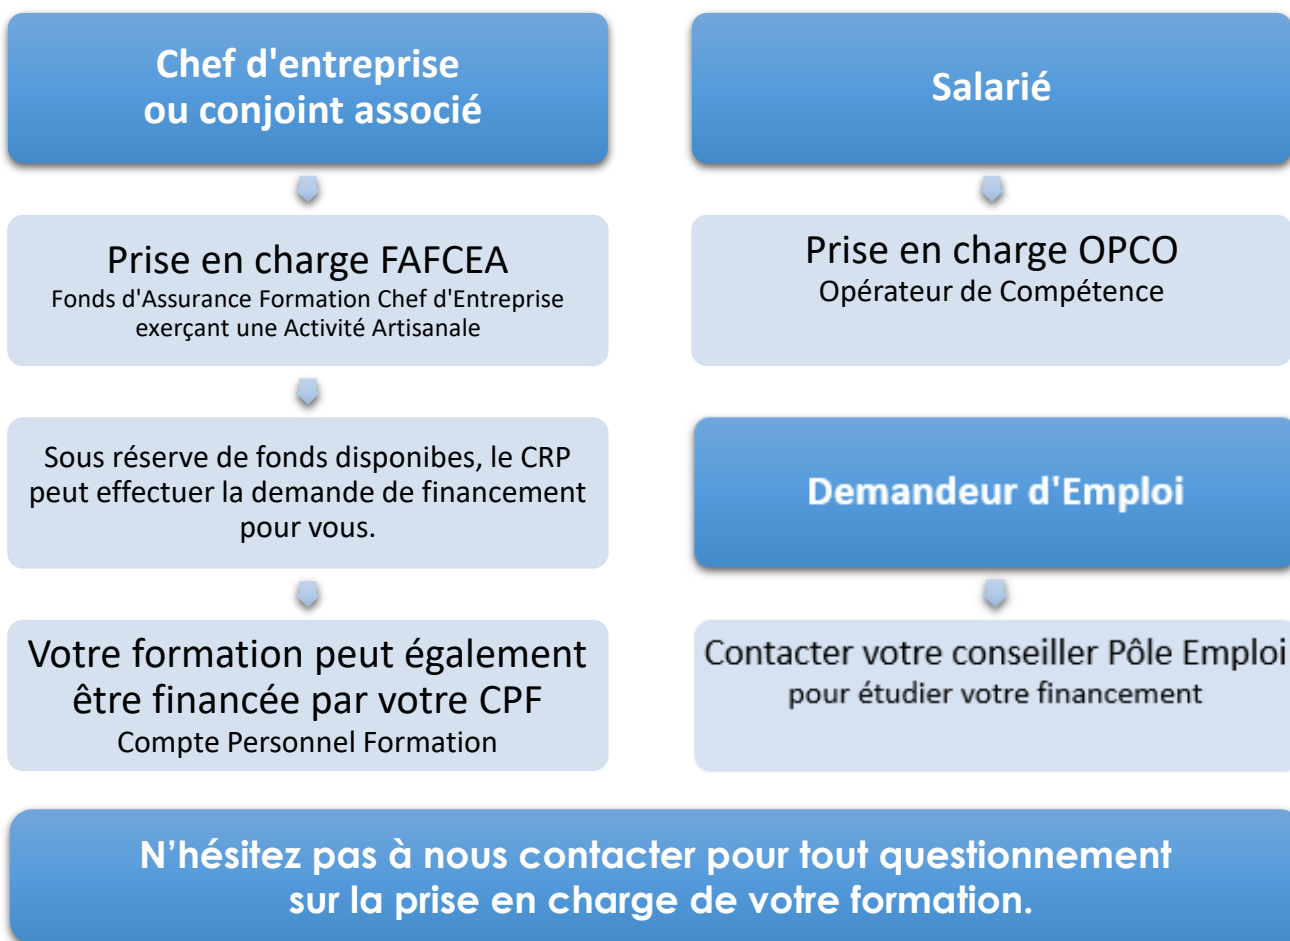 Chef d'entreprise
ou conjoint associé
Prise en charge FAFCEA
Fonds d'Assurance Formation Chef d'Entreprise
exerçant une Activité Artisanale
Sous réserve de fonds disponibes, le CRP
peut effectuer la demande de financement
pour vous.
Votre formation peut également
être financée par votre CPF
Compte Personnel Formation
Salarié
Prise en charge OPCO
Opérateur de Compétence
Demandeur d'Emploi
Contacter votre conseiller Pôle Emploi
pour étudier votre financement
N’hésitez pas à nous contacter pour tout questionnement
sur la prise en charge de votre formation.